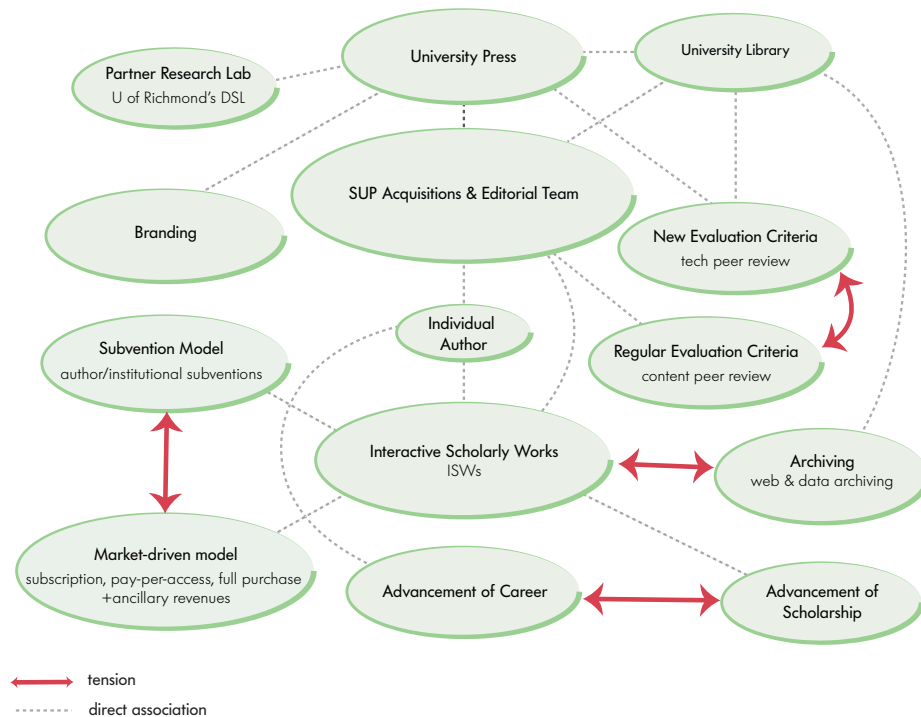 University Press
University Library
Partner Research Lab
U of Richmond's DSL
SUP Acquisitions & Editorial Team
Branding
New Evaluation Criteria
tech peer review
Individual
Author
Subvention Model
author/institutional subventions
Regular Evaluation Criteria
content peer review
Interactive Scholarly Works
ISWs
Archiving
web & data archiving
Market-driven model
subscription, pay-per-access, full purchase
+ancillary revenues
Advancement of Career
Advancement of
Scholarship
tension
direct association